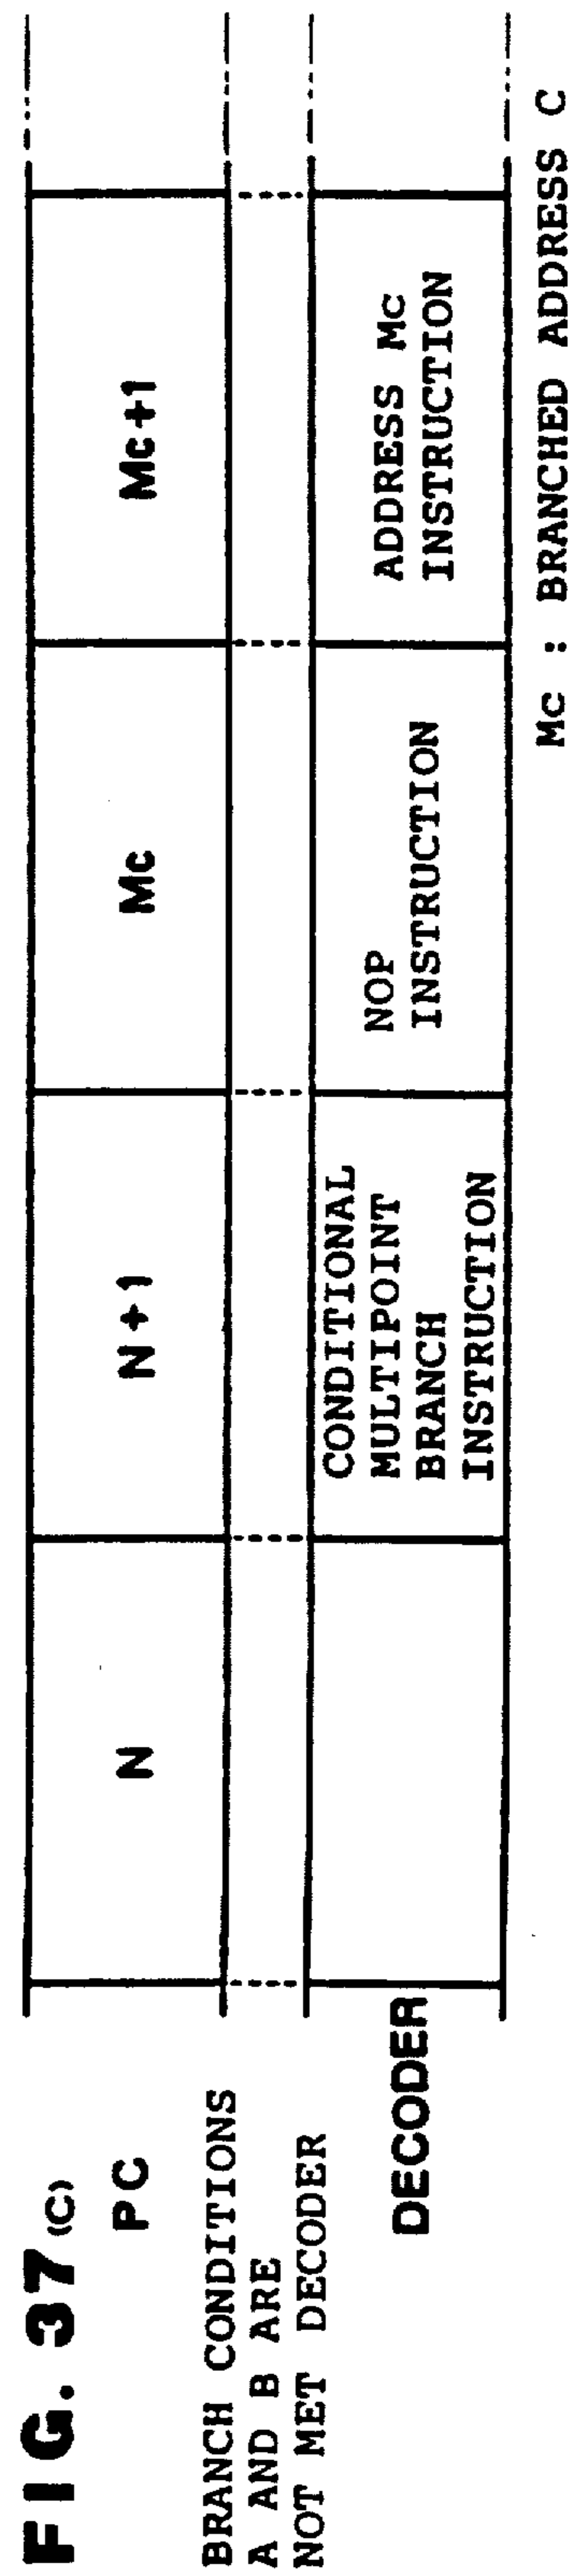 FIG. 37(C)
PC
N
N+1
Mc
Mc+1
BRANCH CONDITIONS
A AND B ARE
NOT MET DECODER
DECODER
CONDITIONAL
MULTIPOINT
BRANCH
INSTRUCTION
NOP
INSTRUCTION
ADDRESS Mc
INSTRUCTION
Mc : BRANCHED ADDRESS C